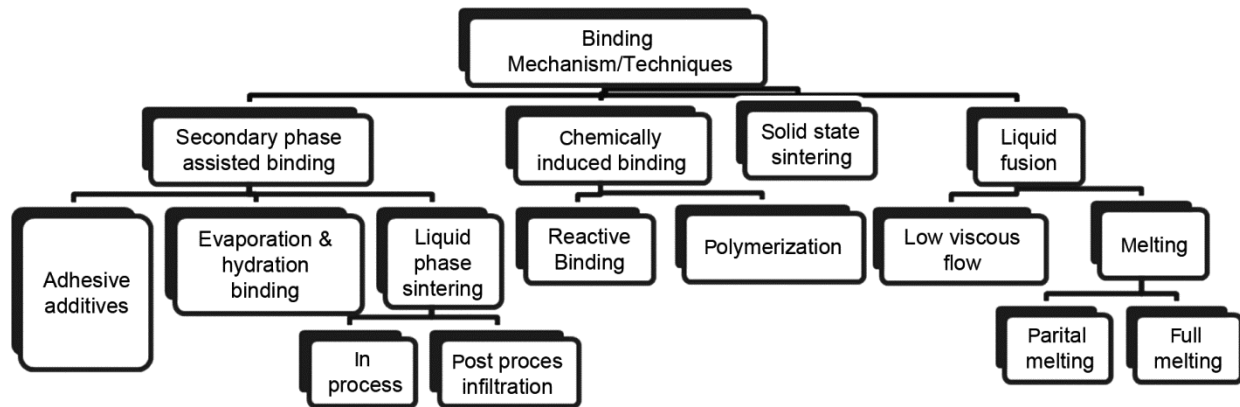 Binding
Mechanism/Techniques
Secondary phase
assisted binding
Chemically
induced binding
Solid state
sintering
Liquid
fusion
Adhesive
additives
Evaporation &
hydration
binding
Liquid
phase
sintering
Reactive
Binding
Polymerization
Low viscous
flow
Melting
In
process
Post proces
infiltration
Parital
melting
Full
melting